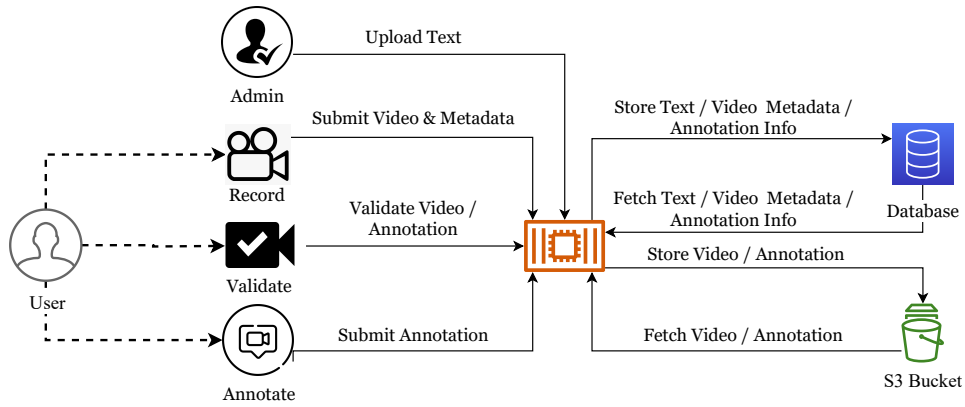 Upload Text
Admin
Submit Video & Metadata
Record
Validate Video /
Annotation
Validate
User
Submit Annotation
Annotate
Store Text / Video Metadata /
Annotation Info
Fetch Text / Video Metadata /
Annotation Info
Database
Store Video / Annotation
Fetch Video / Annotation
S3 Bucket